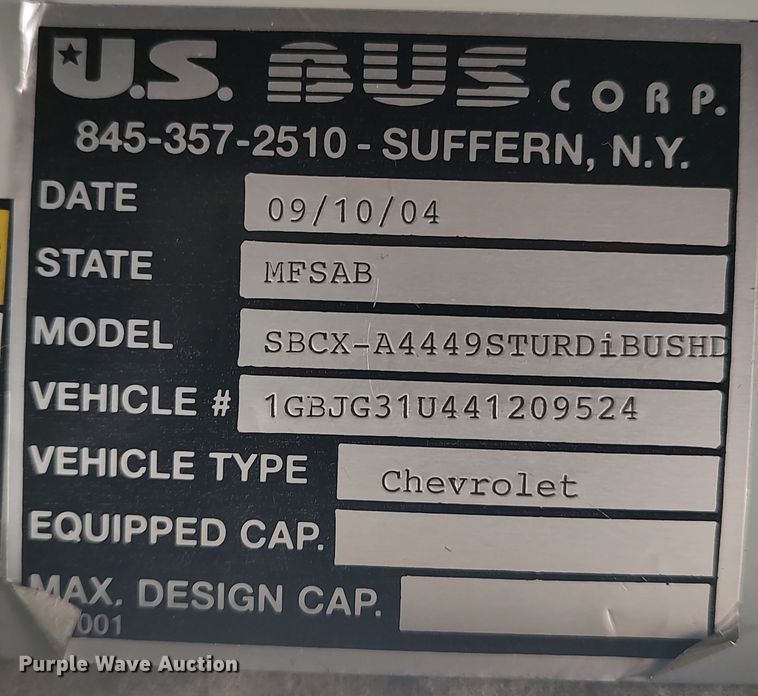 U.S. BUS CORP.
845-357-2510 - SUFFERN, N.Y.
DATE 09/10/04
STATE MFSAB
MODEL SBCX-A4449STURDiBUSHD
VEHICLE # 1GBJG31U441209524
VEHICLE TYPE Chevrolet
EQUIPPED CAP.
MAX. DESIGN CAP.
001
Purple Wave Auction